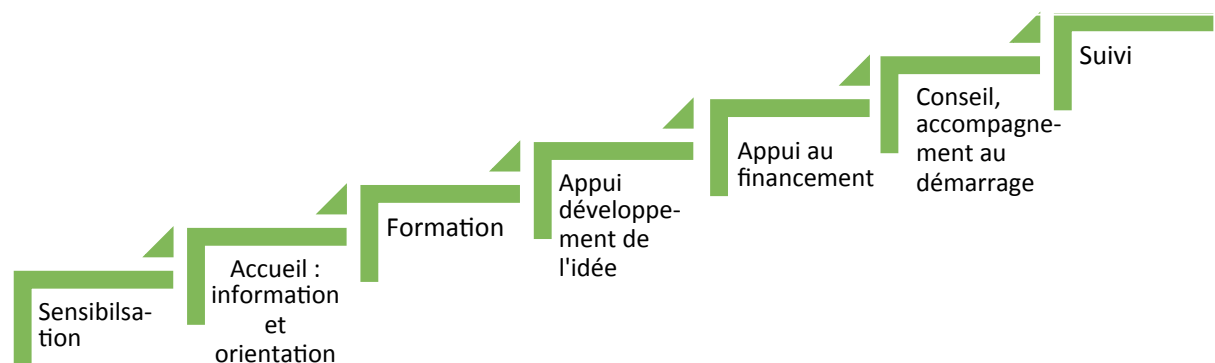 Sensibilsa-
tion
Accueil :
information
et
orientation
Formation
Appui
développe-
ment de
l'idée
Appui au
financement
Conseil,
accompagne-
ment au
démarrage
Suivi